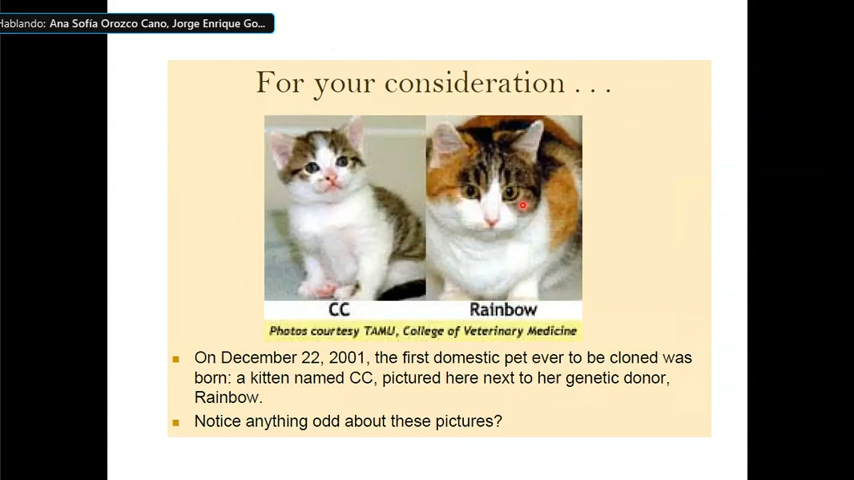 Hablando: Ana Sofía Orozco Cano, Jorge Enrique Go...
For your consideration . . .
CC
Rainbow
Photos courtesy TAMU, College of Veterinary Medicine
On December 22, 2001, the first domestic pet ever to be cloned was
born: a kitten named CC, pictured here next to her genetic donor,
Rainbow.
Notice anything odd about these pictures?